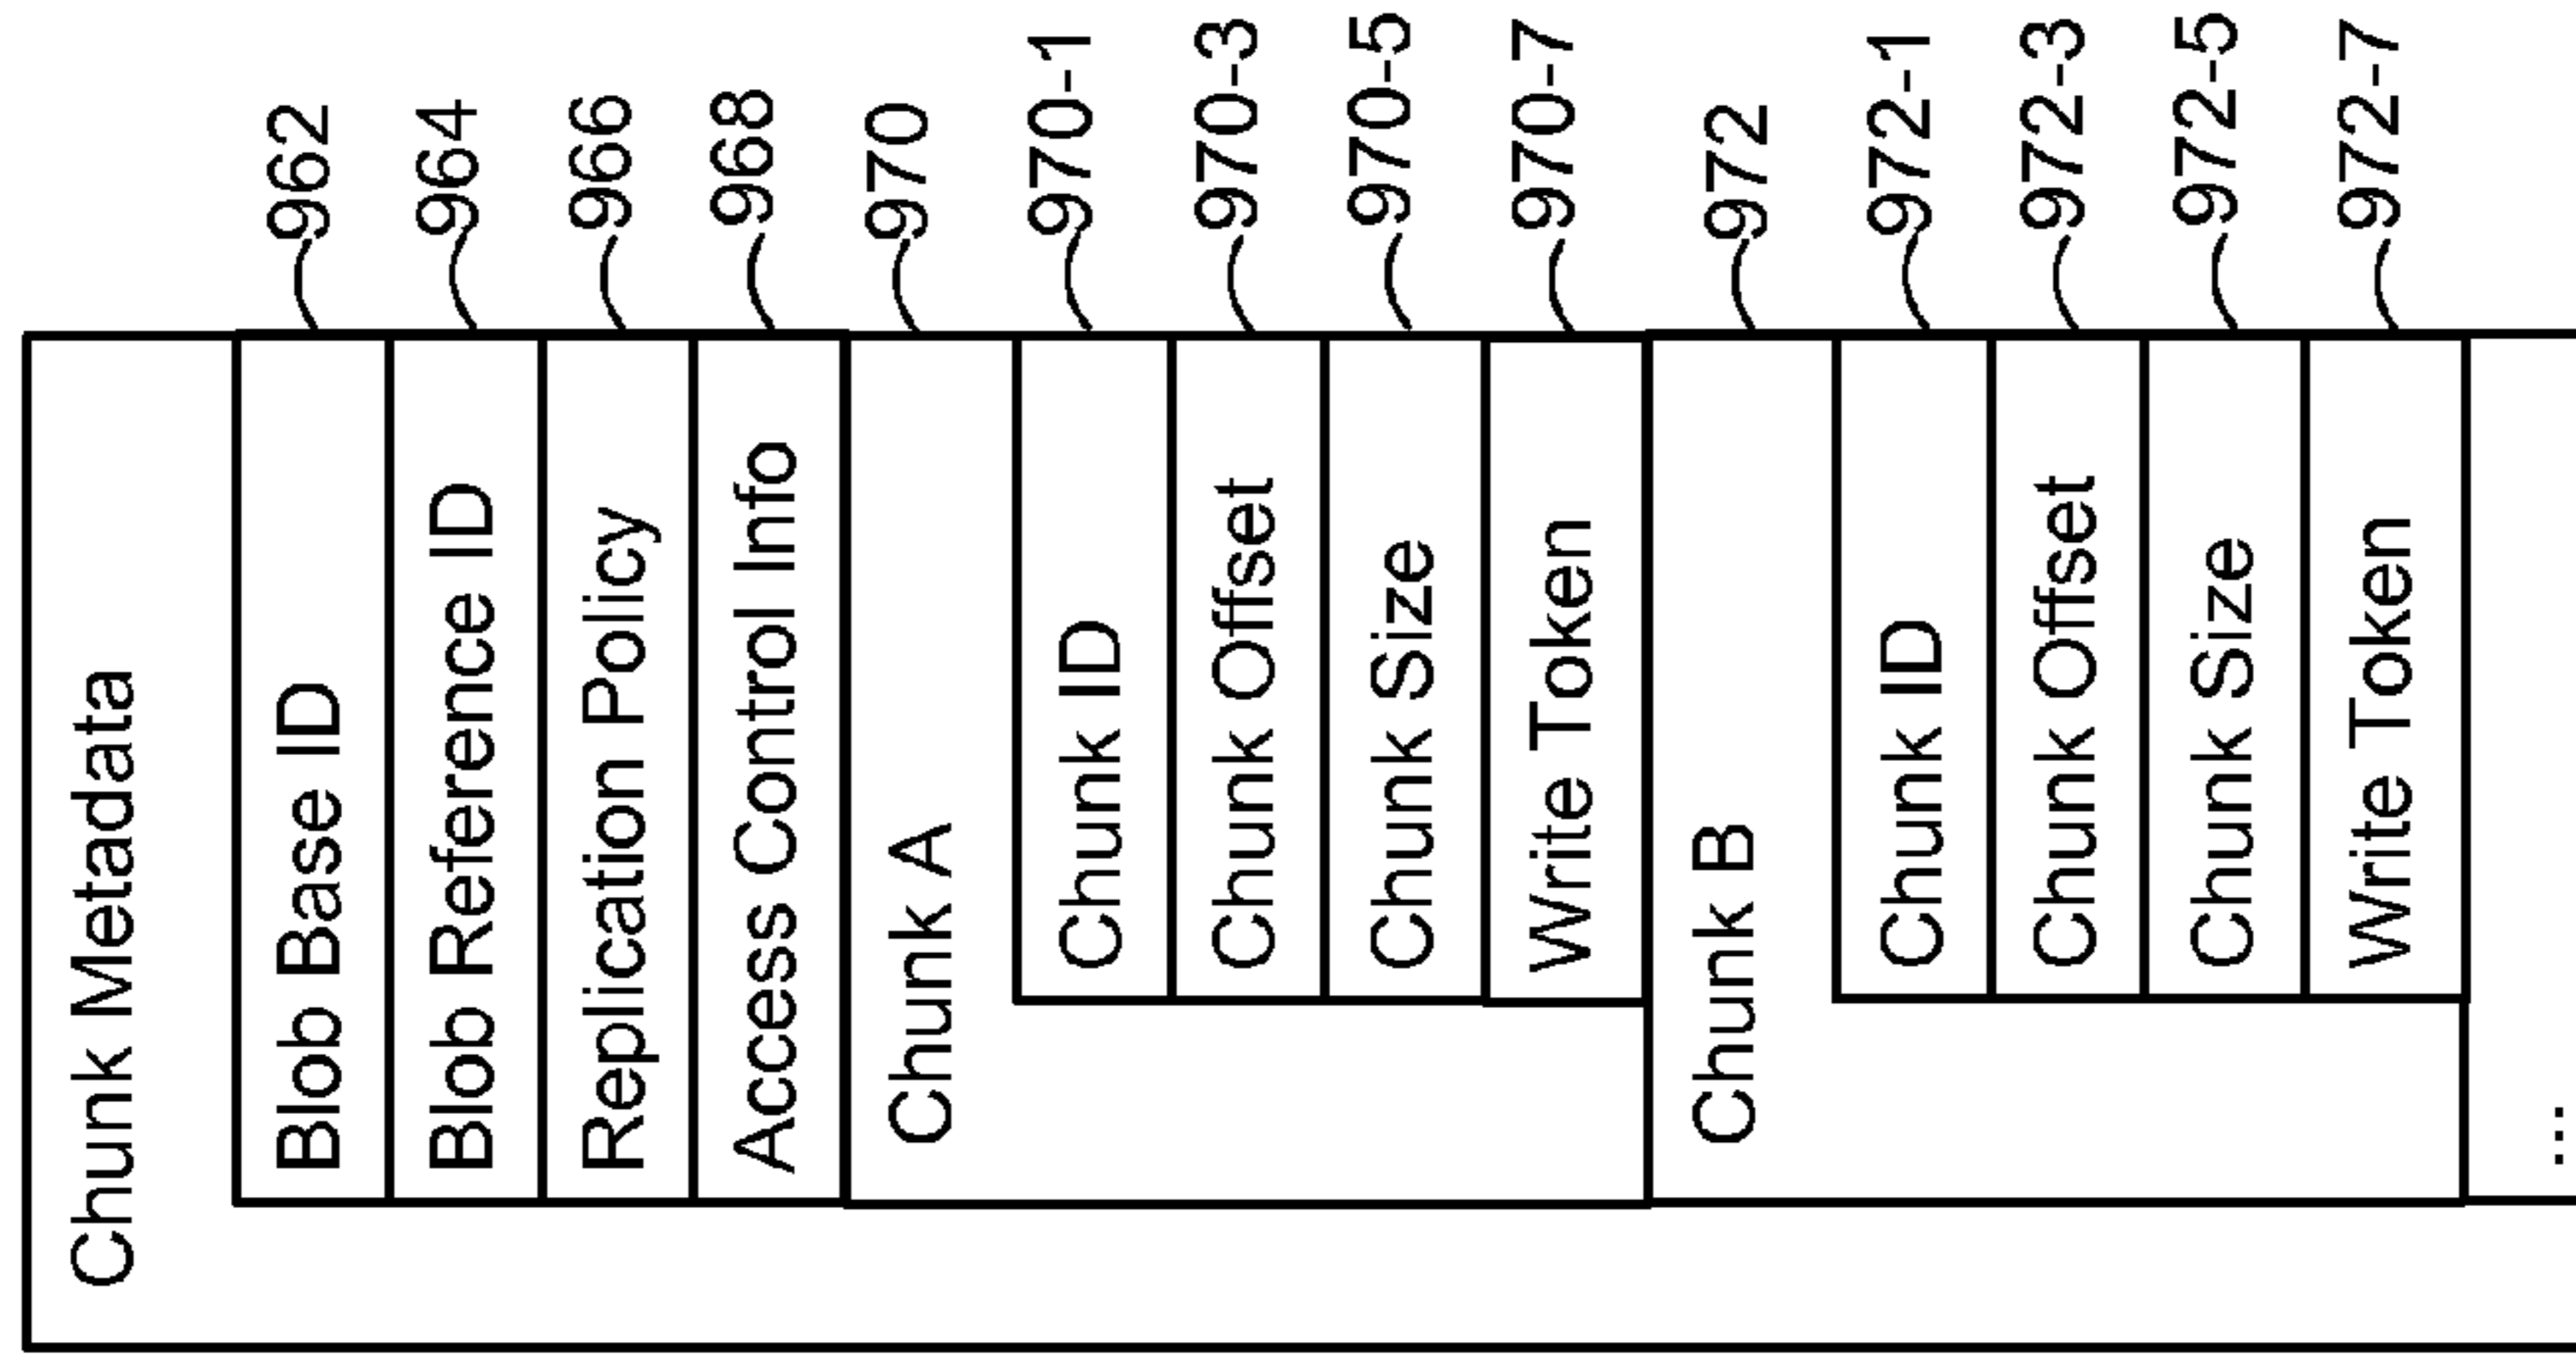 Chunk Metadata
Blob Base ID 962
Blob Reference ID 964
Replication Policy 966
Access Control Info 968
Chunk A 970
Chunk ID 970-1
Chunk Offset 970-3
Chunk Size 970-5
Write Token 970-7
Chunk B 972
Chunk ID 972-1
Chunk Offset 972-3
Chunk Size 972-5
Write Token 972-7
...